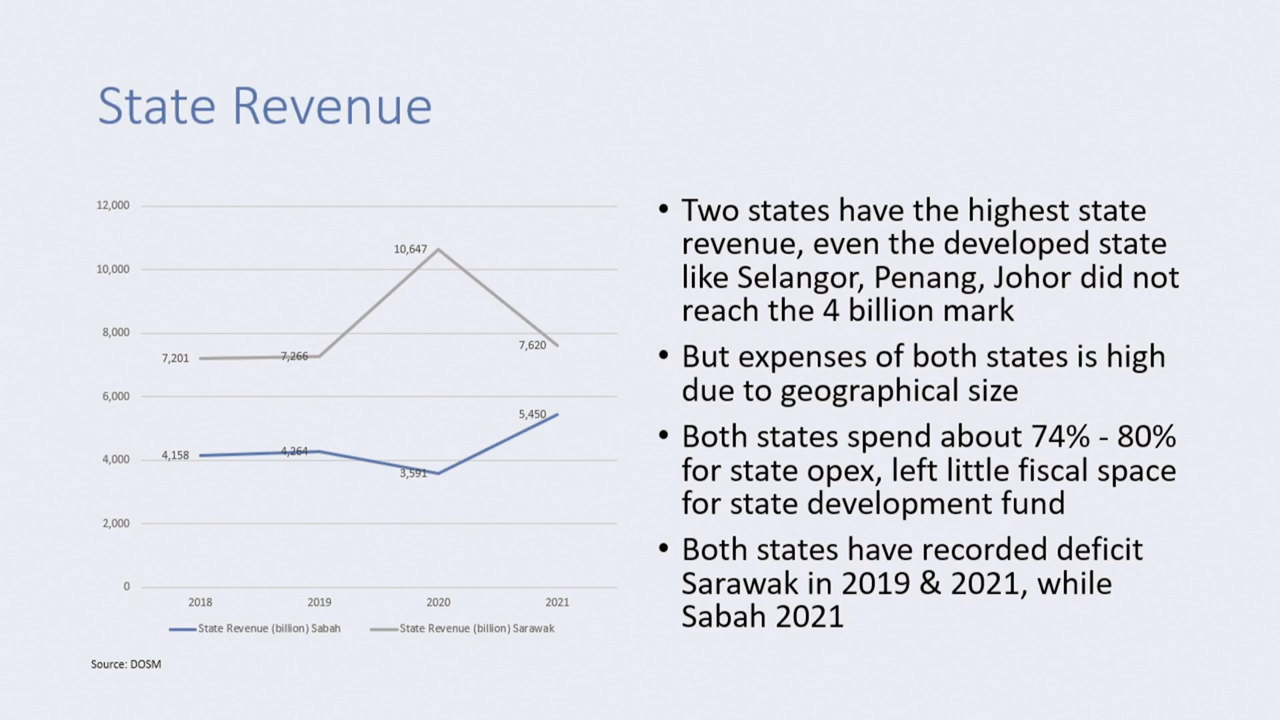 State Revenue
12,000
10,000
8,000
6,000
4,000
2,000
0
10,647
7,201
7,266
7,620
5,450
4,158
4,264
3,591
2018
2019
2020
2021
State Revenue (billion) Sabah
State Revenue (billion) Sarawak
Source: DOSM
• Two states have the highest state
revenue, even the developed state
like Selangor, Penang, Johor did not
reach the 4 billion mark
• But expenses of both states is high
due to geographical size
• Both states spend about 74% - 80%
for state opex, left little fiscal space
for state development fund
• Both states have recorded deficit
Sarawak in 2019 & 2021, while
Sabah 2021